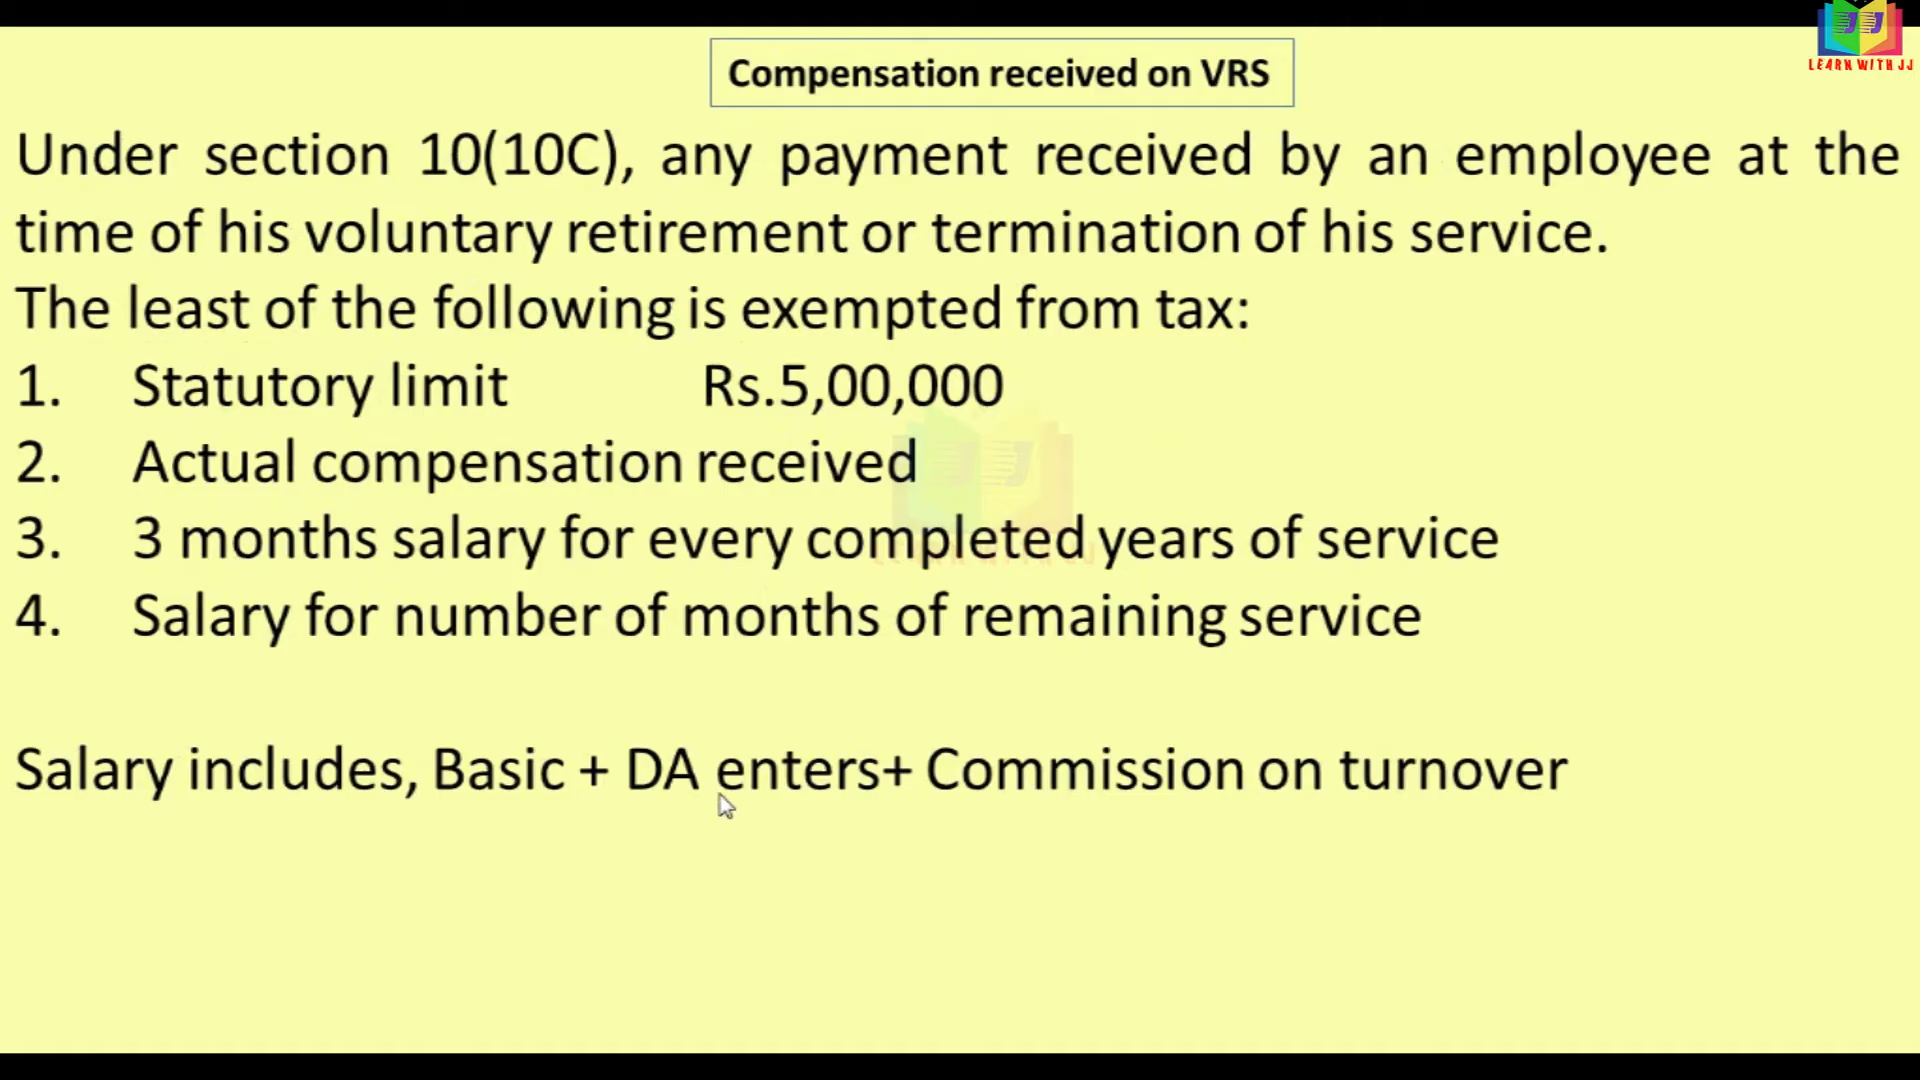 LEARN WITH JJ
Compensation received on VRS
Under section 10(10C), any payment received by an employee at the
time of his voluntary retirement or termination of his service.
The least of the following is exempted from tax:
1. Statutory limit Rs.5,00,000
2. Actual compensation received
3. 3 months salary for every completed years of service
4. Salary for number of months of remaining service
LEARN WITH JJ
Salary includes, Basic + DA enters+ Commission on turnover